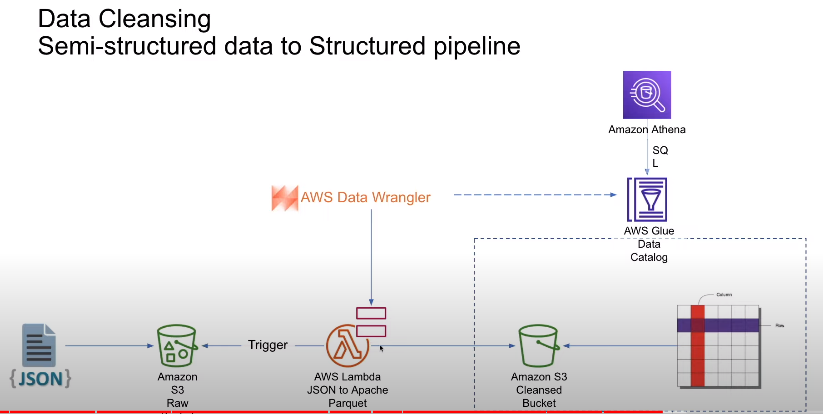 Data Cleansing
Semi-structured data to Structured pipeline
Amazon Athena
SQ
L
AWS Data Wrangler
AWS Glue
Data
Catalog
Column
Row
Trigger
{JSON}
Amazon
S3
Raw
AWS Lambda
JSON to Apache
Parquet
Amazon S3
Cleansed
Bucket